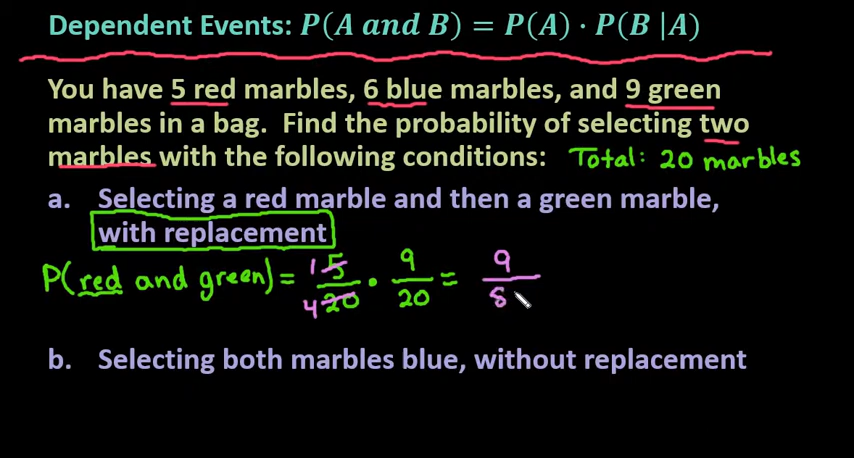 Dependent Events: P(A and B) = P(A) · P(B |A)
You have 5 red marbles, 6 blue marbles, and 9 green
marbles in a bag. Find the probability of selecting two
marbles with the following conditions: Total: 20 marbles
a. Selecting a red marble and then a green marble,
with replacement
P(red and green) = 1 5/4 20 · 9/20 = 9/8
b. Selecting both marbles blue, without replacement